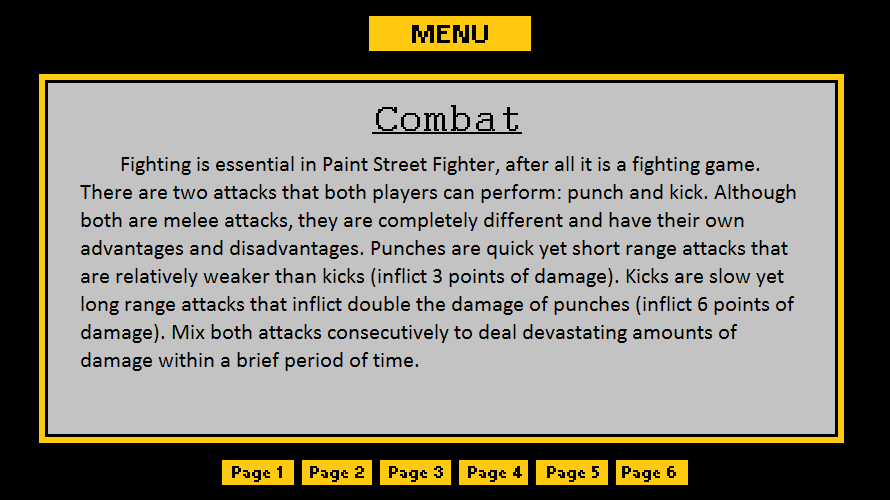 MENU
Combat
Fighting is essential in Paint Street Fighter, after all it is a fighting game.
There are two attacks that both players can perform: punch and kick. Although
both are melee attacks, they are completely different and have their own
advantages and disadvantages. Punches are quick yet short range attacks that
are relatively weaker than kicks (inflict 3 points of damage). Kicks are slow yet
long range attacks that inflict double the damage of punches (inflict 6 points of
damage). Mix both attacks consecutively to deal devastating amounts of
damage within a brief period of time.
Page 1 Page 2 Page 3 Page 4 Page 5 Page 6